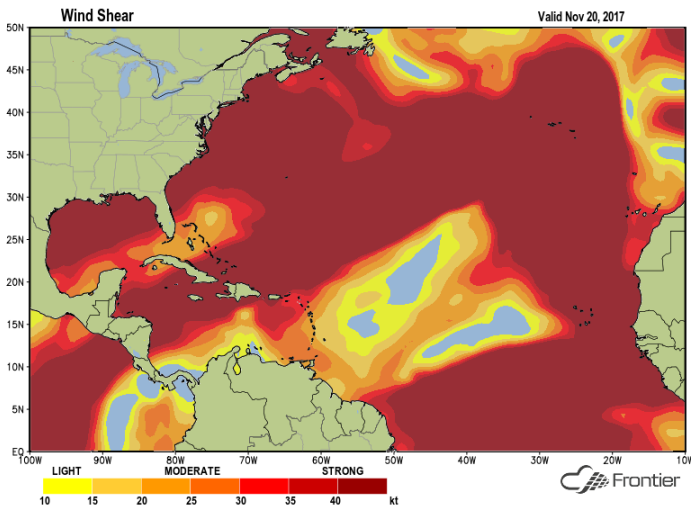 Wind Shear
Valid Nov 20, 2017
50N
45N
40N
35N
30N
25N
20N
15N
10N
5N
EQ
100W 90W 80W 70W 60W 50W 40W 30W 20W 10W
LIGHT MODERATE STRONG
10 15 20 25 30 35 40 kt
Frontier